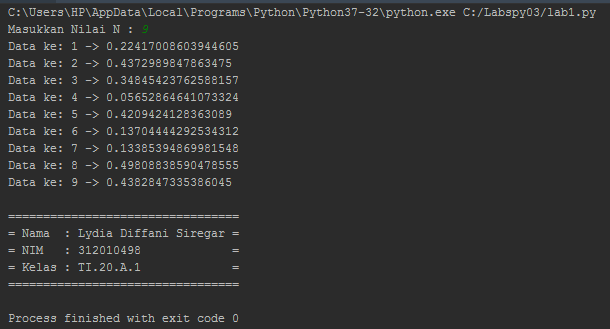 C:\Users\HP\AppData\Local\Programs\Python\Python37-32\python.exe C:/Labspy03/lab1.py
Masukkan Nilai N : 9
Data ke: 1 -> 0.22417008603944605
Data ke: 2 -> 0.4372989847863475
Data ke: 3 -> 0.34845423762588157
Data ke: 4 -> 0.05652864641073324
Data ke: 5 -> 0.4209424128363089
Data ke: 6 -> 0.13704444292534312
Data ke: 7 -> 0.13385394869981548
Data ke: 8 -> 0.49808838590478555
Data ke: 9 -> 0.4382847335386045
=================================
= Nama  : Lydia Diffani Siregar =
= NIM   : 312010498             =
= Kelas : TI.20.A.1             =
=================================
Process finished with exit code 0